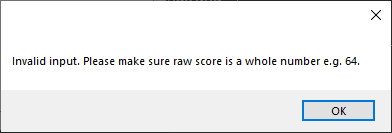 Invalid input. Please make sure raw score is a whole number e.g. 64.
OK